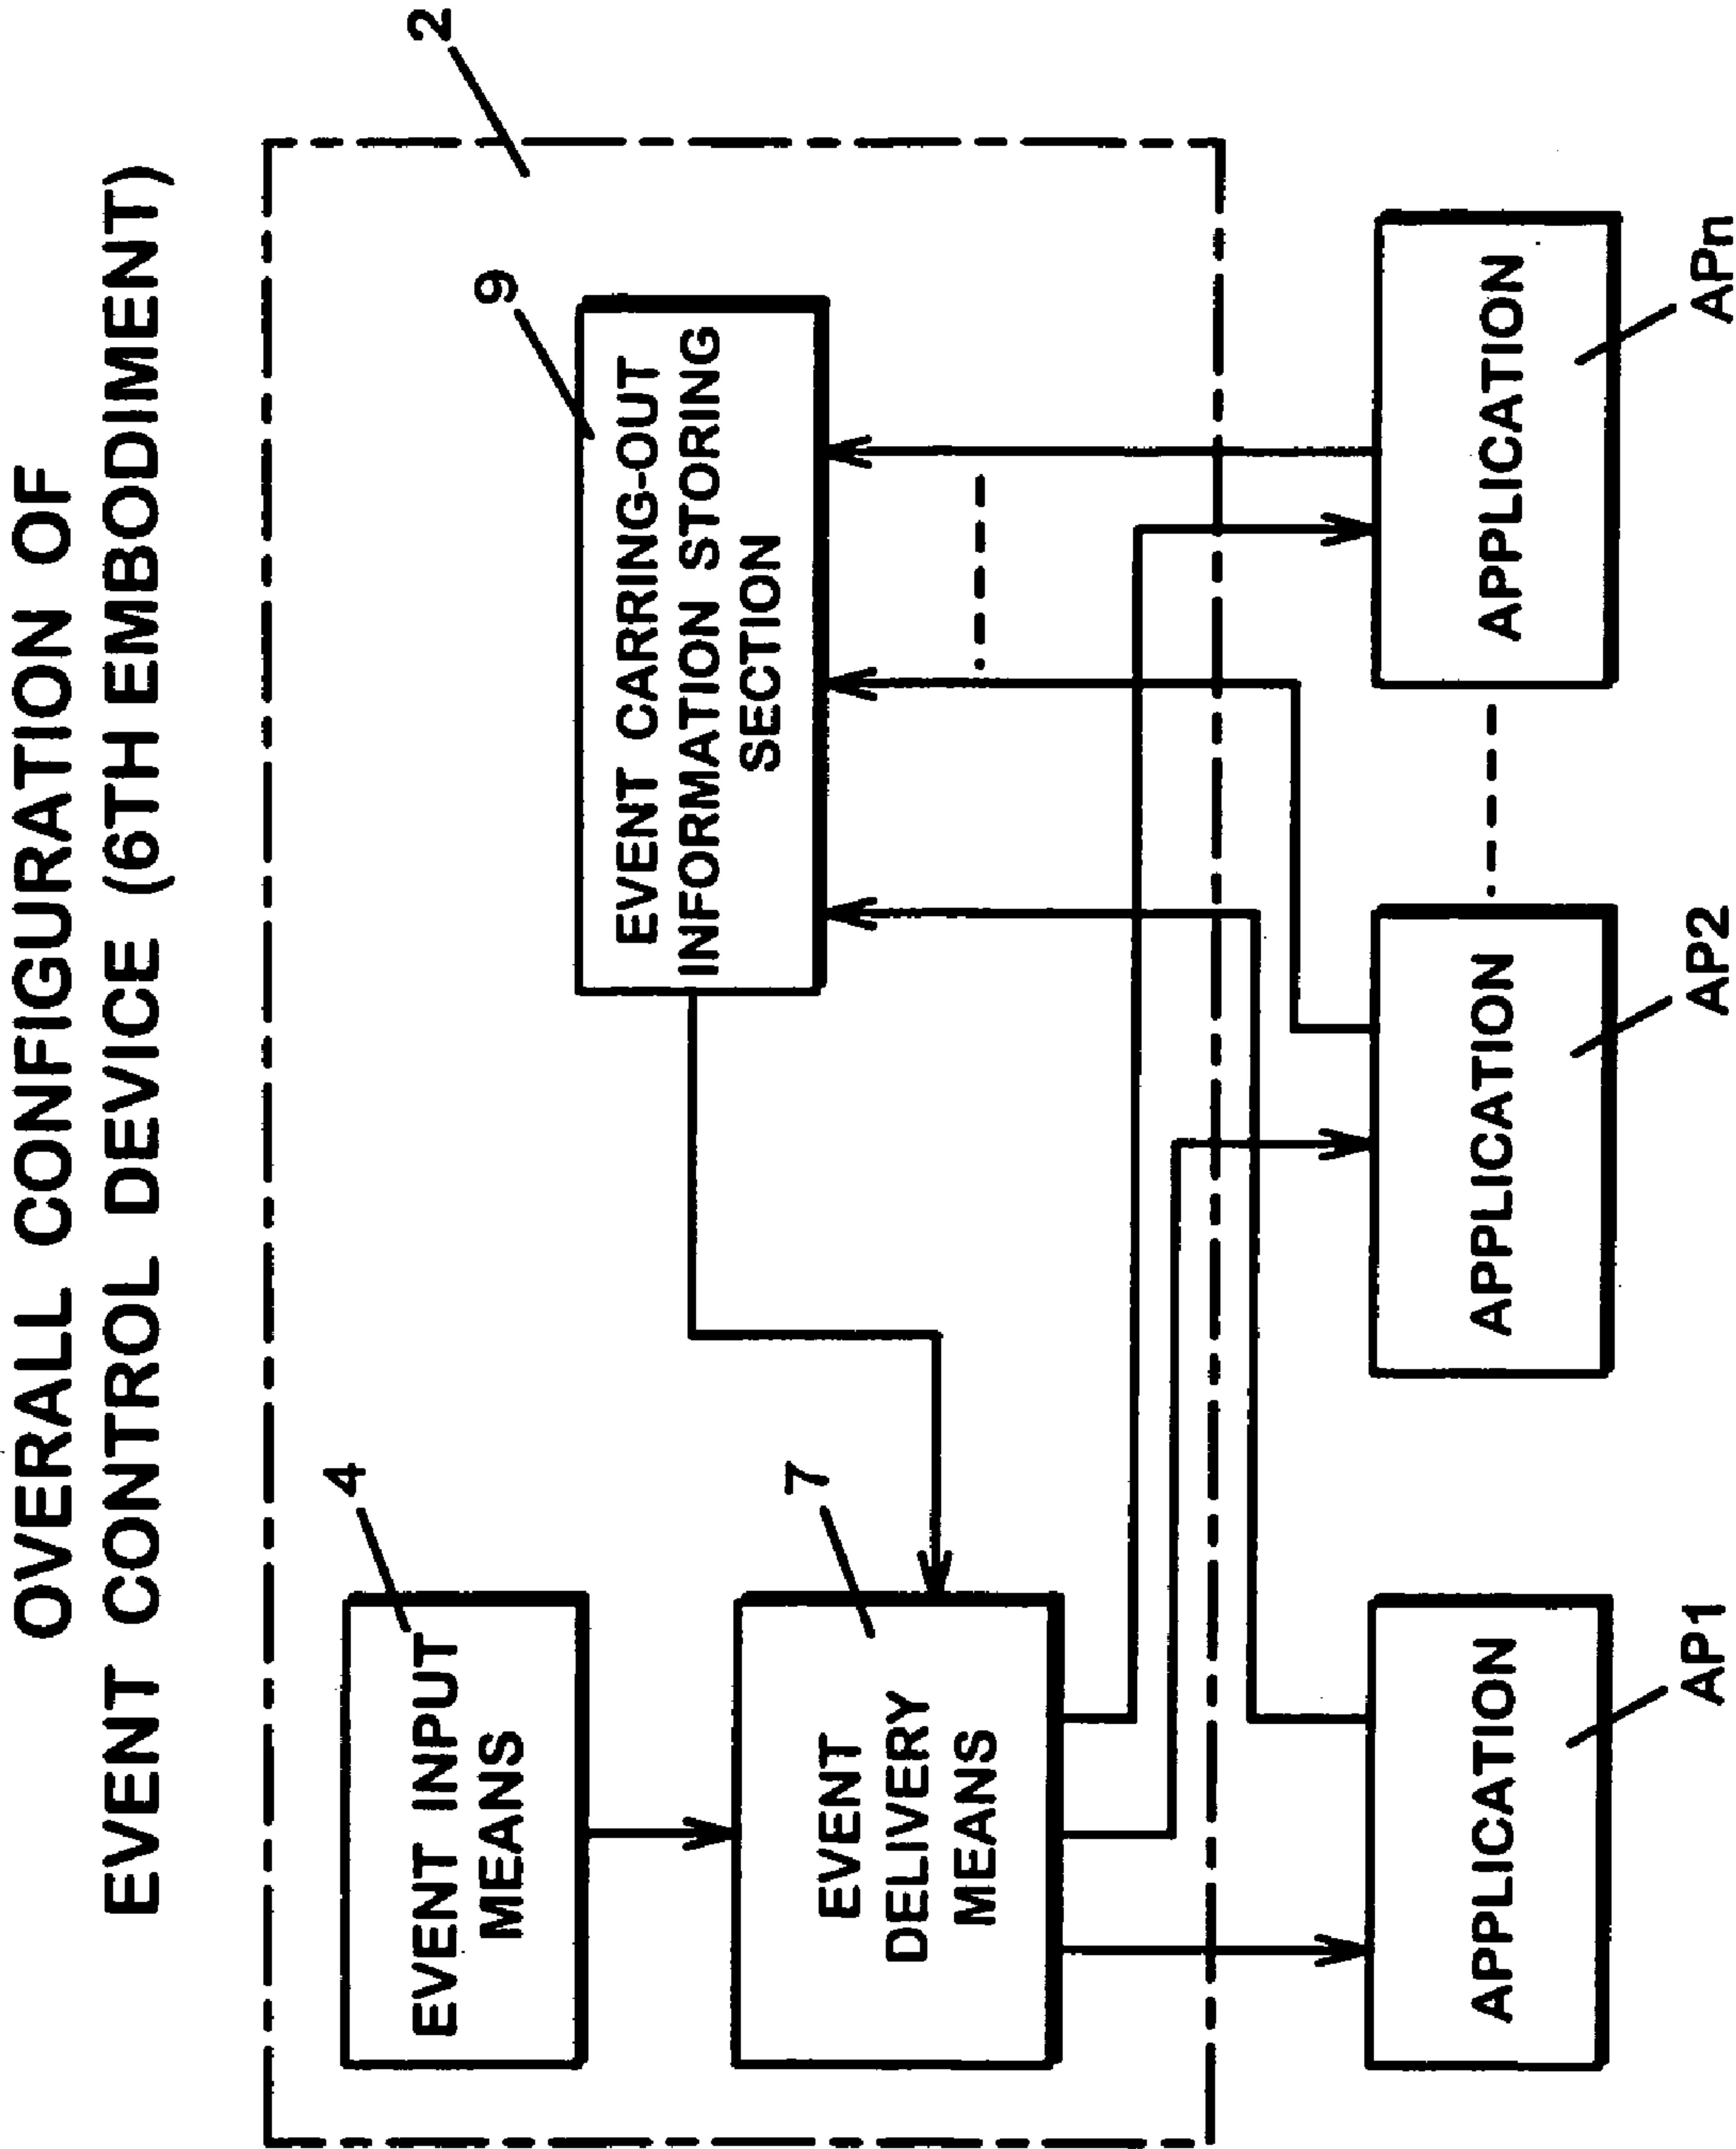 OVERALL CONFIGURATION OF
EVENT CONTROL DEVICE (6TH EMBODIMENT)
2
4
EVENT INPUT
MEANS
9
EVENT CARRING-OUT
INFORMATION STORING
SECTION
7
EVENT
DELIVERY
MEANS
APPLICATION
AP1
APPLICATION
AP2
APPLICATION
APn